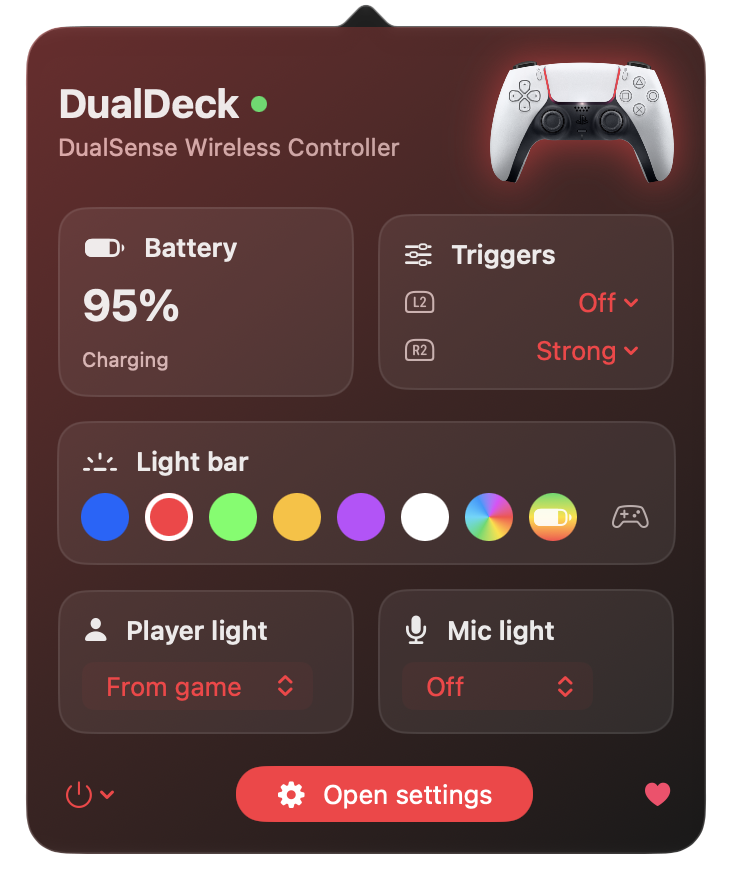 DualDeck
DualSense Wireless Controller
Battery
95%
Charging
Triggers
L2 Off
R2 Strong
Light bar
Player light
From game
Mic light
Off
Open settings